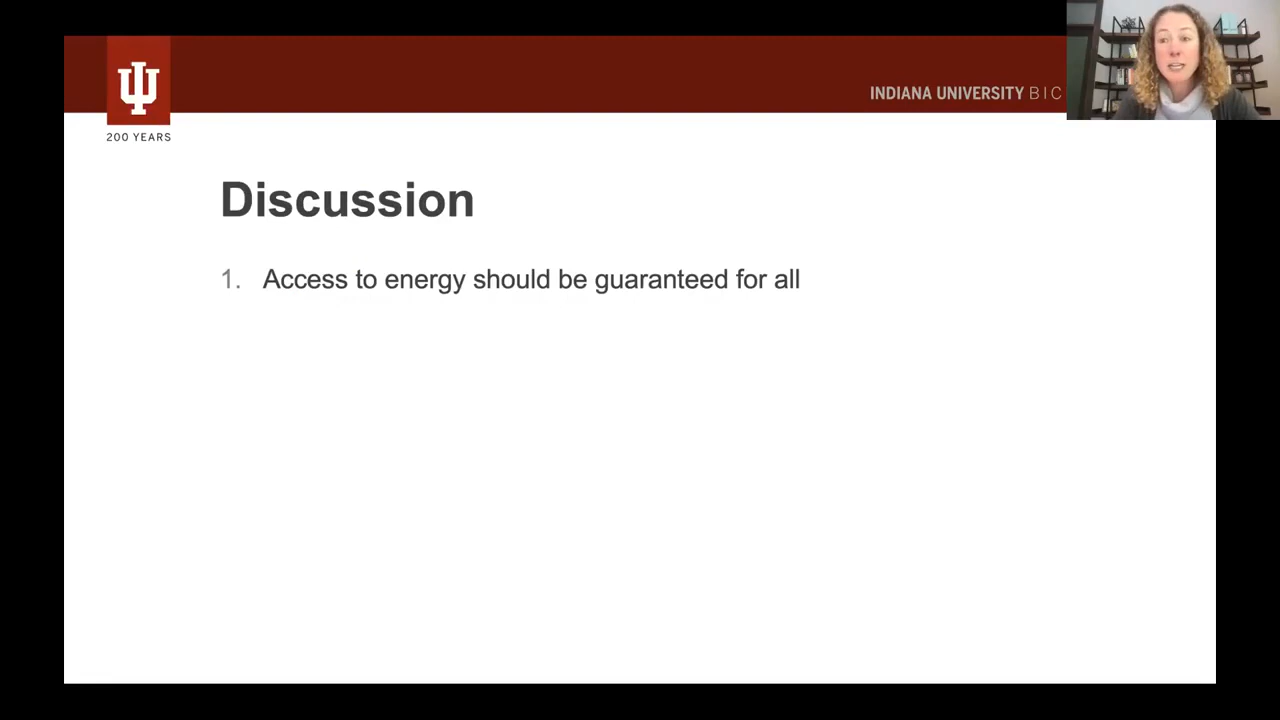 INDIANA UNIVERSITY BIC
200 YEARS
Discussion
1. Access to energy should be guaranteed for all